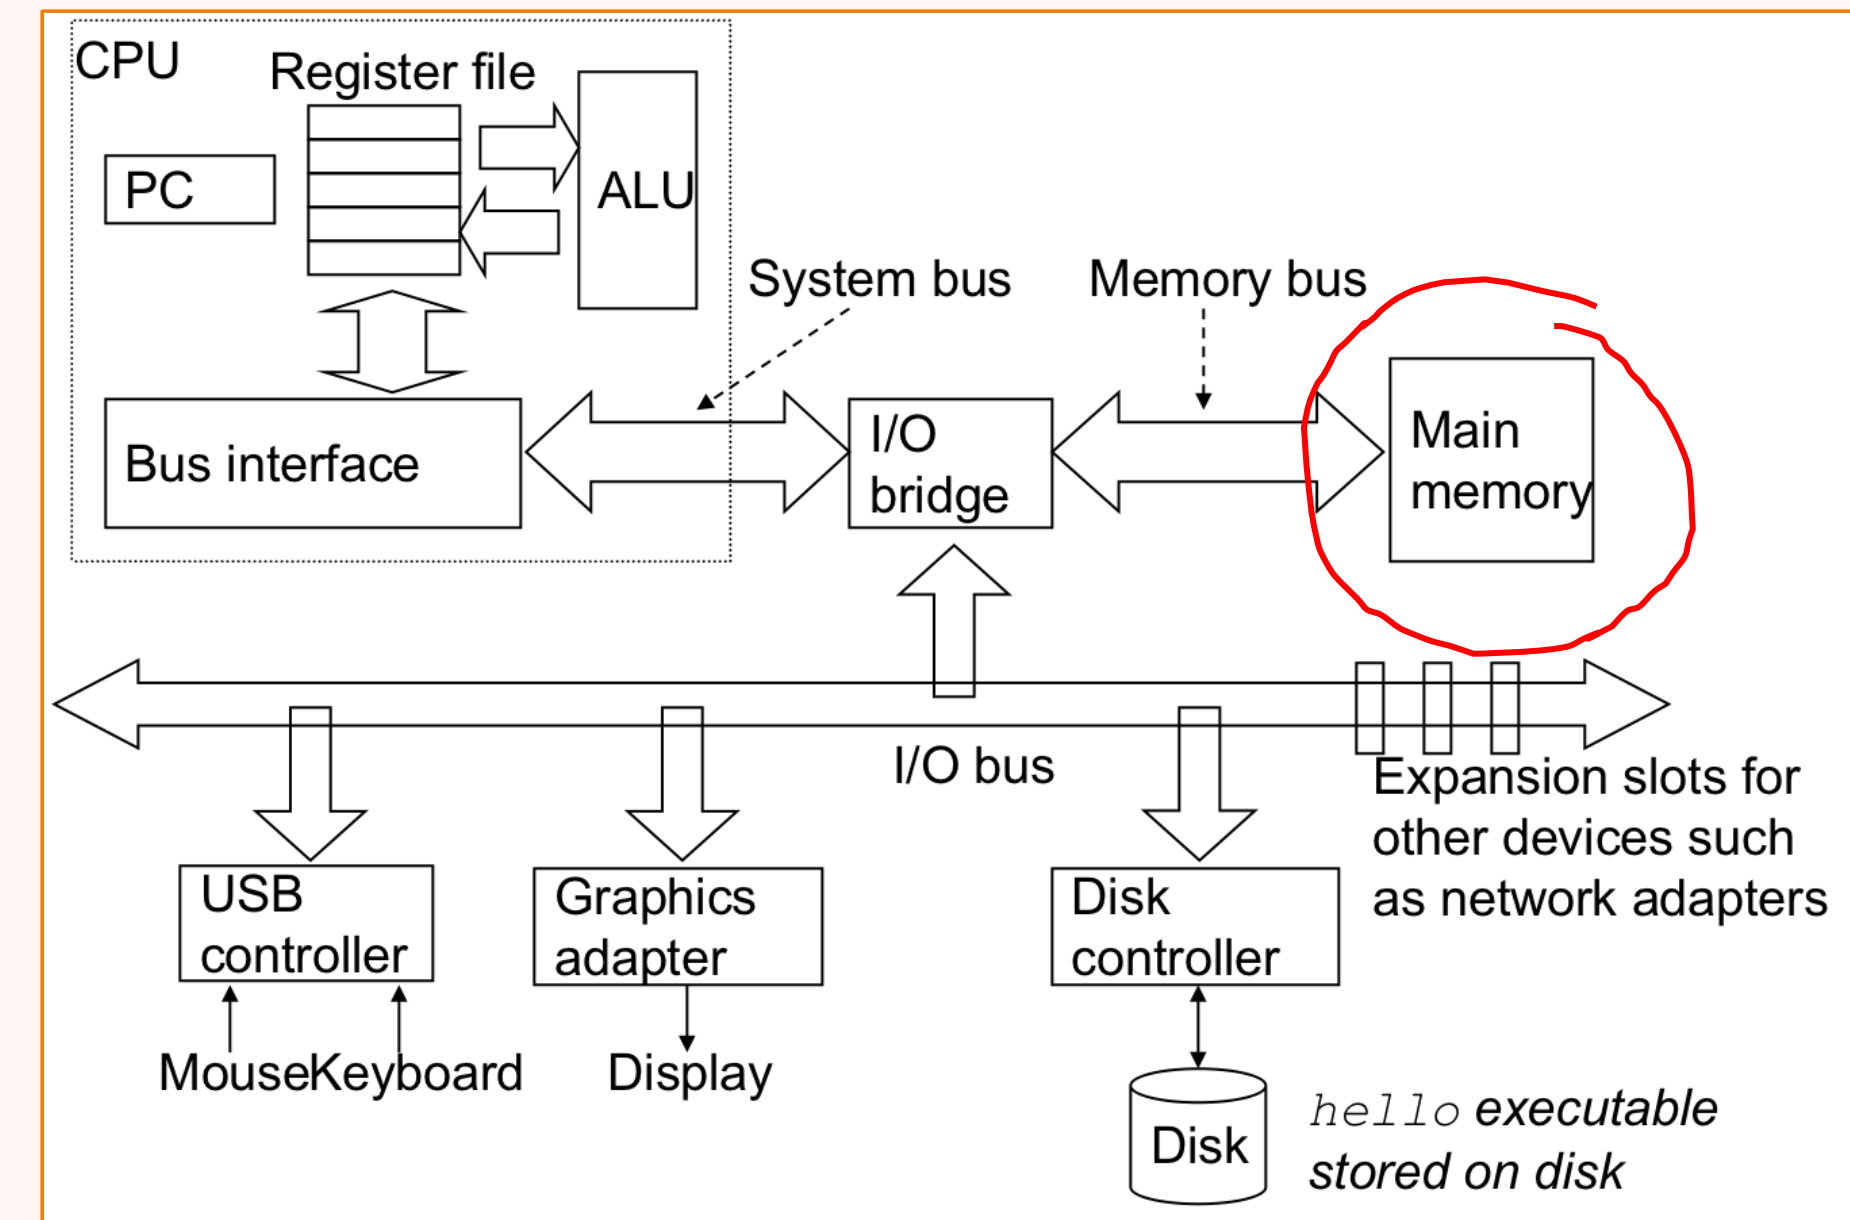 CPU
Register file
PC
ALU
System bus
Memory bus
Bus interface
I/O
bridge
Main
memory
I/O bus
Expansion slots for
other devices such
as network adapters
USB
controller
Graphics
adapter
Disk
controller
Mouse
Keyboard
Display
Disk
hello executable
stored on disk